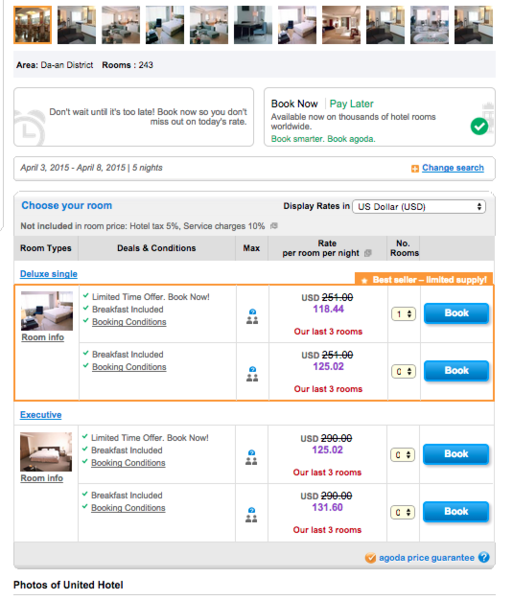 Area: Da-an District Rooms : 243
Don't wait until it's too late! Book now so you don't
miss out on today's rate.
Book Now Pay Later
Available now on thousands of hotel rooms
worldwide.
Book smarter. Book agoda.
April 3, 2015 - April 8, 2015 | 5 nights
Change search
Choose your room
Display Rates in US Dollar (USD)
Not included in room price: Hotel tax 5%, Service charges 10%
Room Types Deals & Conditions Max Rate
per room per night No.
Rooms
Deluxe single
Best seller – limited supply!
Room info
Limited Time Offer. Book Now!
Breakfast Included
Booking Conditions
USD 251.00
118.44
Our last 3 rooms
1
Book
Breakfast Included
Booking Conditions
USD 251.00
125.02
Our last 3 rooms
Book
Executive
Room info
Limited Time Offer. Book Now!
Breakfast Included
Booking Conditions
USD 290.00
125.02
Our last 3 rooms
Book
Breakfast Included
Booking Conditions
USD 290.00
131.60
Our last 3 rooms
Book
agoda price guarantee ?
Photos of United Hotel